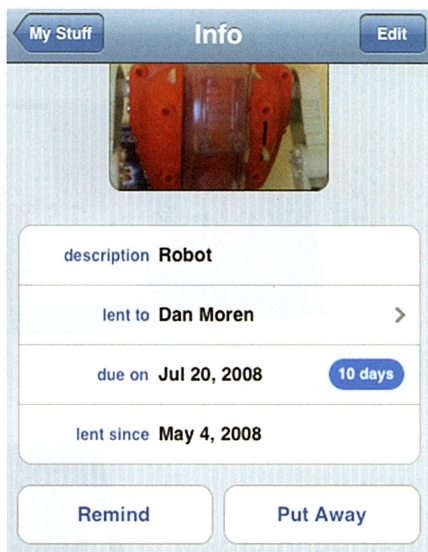 My Stuff Info Edit
description Robot
lent to Dan Moren
due on Jul 20, 2008 10 days
lent since May 4, 2008
Remind Put Away